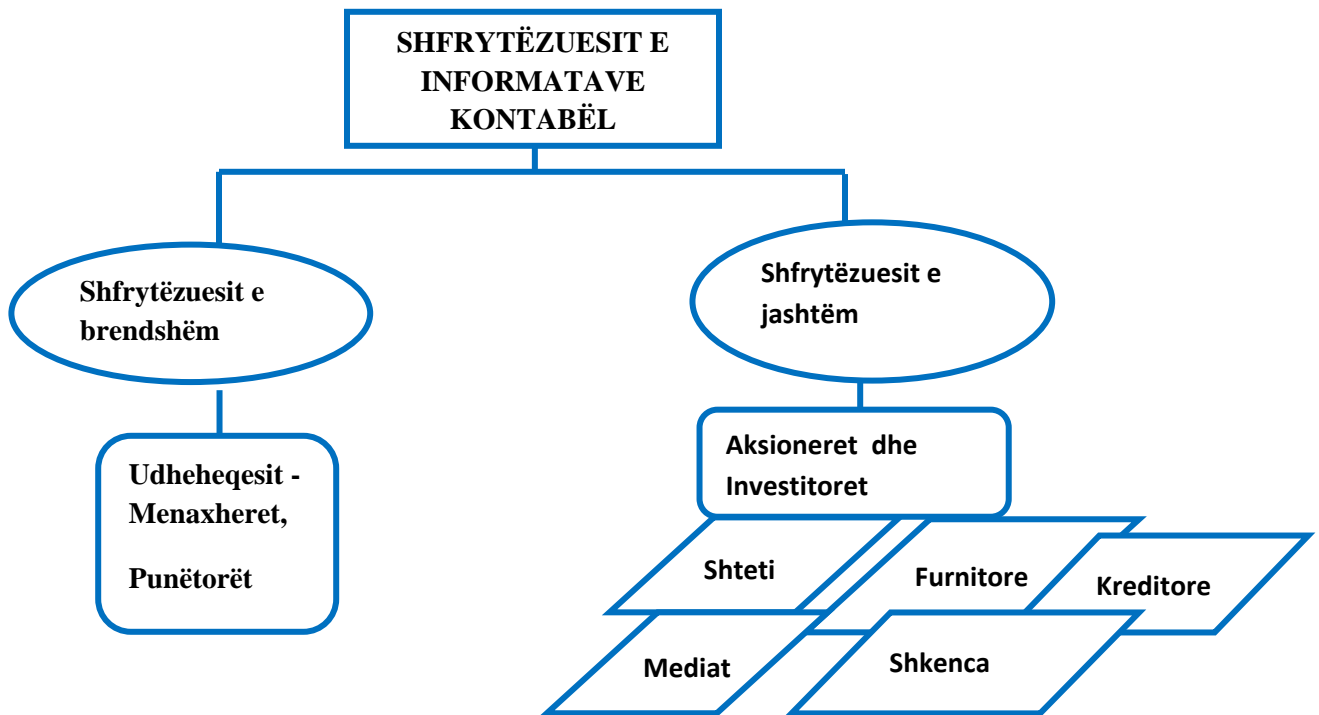 SHFRYTËZUESIT E
INFORMATAVE
KONTABËL
Shfrytëzuesit e
brendshëm
Shfrytëzuesit e
jashtëm
Udheheqesit -
Menaxheret,
Punëtorët
Aksioneret dhe
Investitoret
Shteti
Furnitore
Kreditore
Mediat
Shkenca